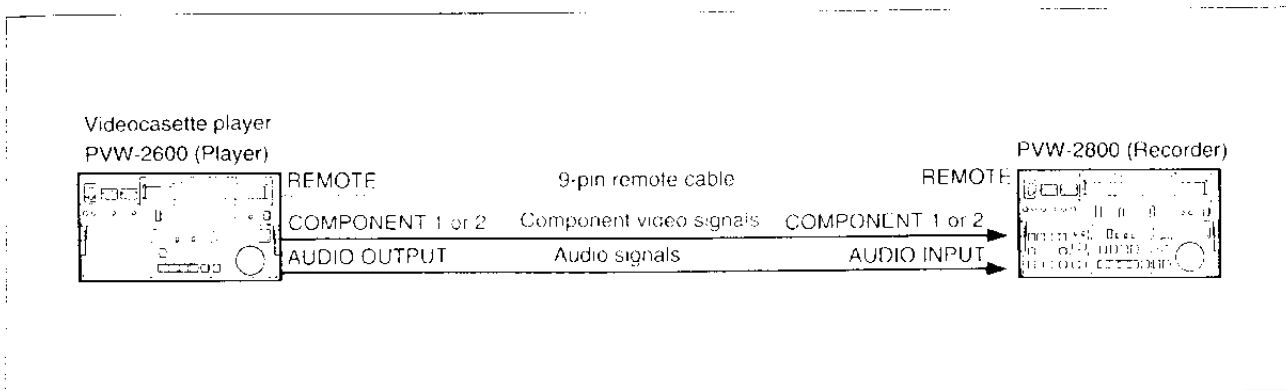 Videocasette player
PVW-2600 (Player)
PVW-2800 (Recorder)
REMOTE 9-pin remote cable REMOTE
COMPONENT 1 or 2 Component video signals COMPONENT 1 or 2
AUDIO OUTPUT Audio signals AUDIO INPUT